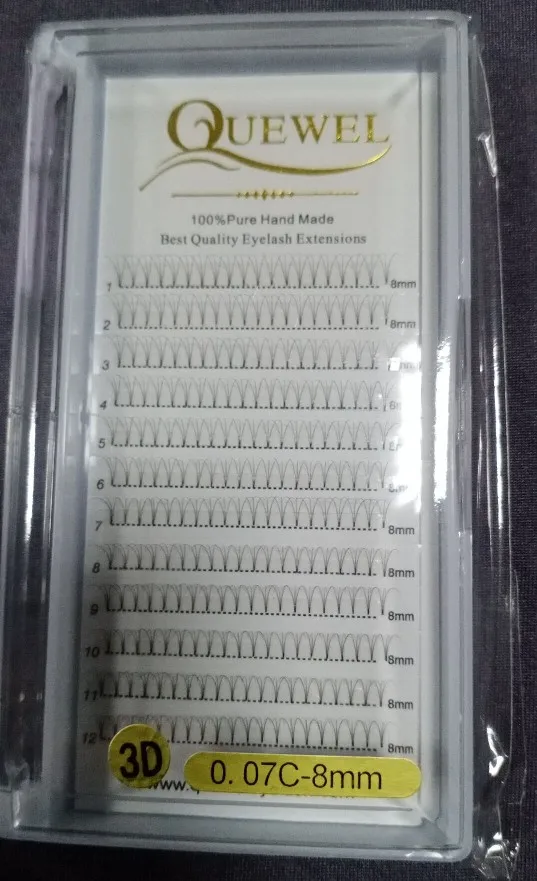 QUEWEL
100%Pure Hand Made
Best Quality Eyelash Extensions
1 8mm
2 8mm
3
4
5
6
7 8mm
8 8mm
9 8mm
10 8mm
11 8mm
12 8mm
3D 0.07C-8mm